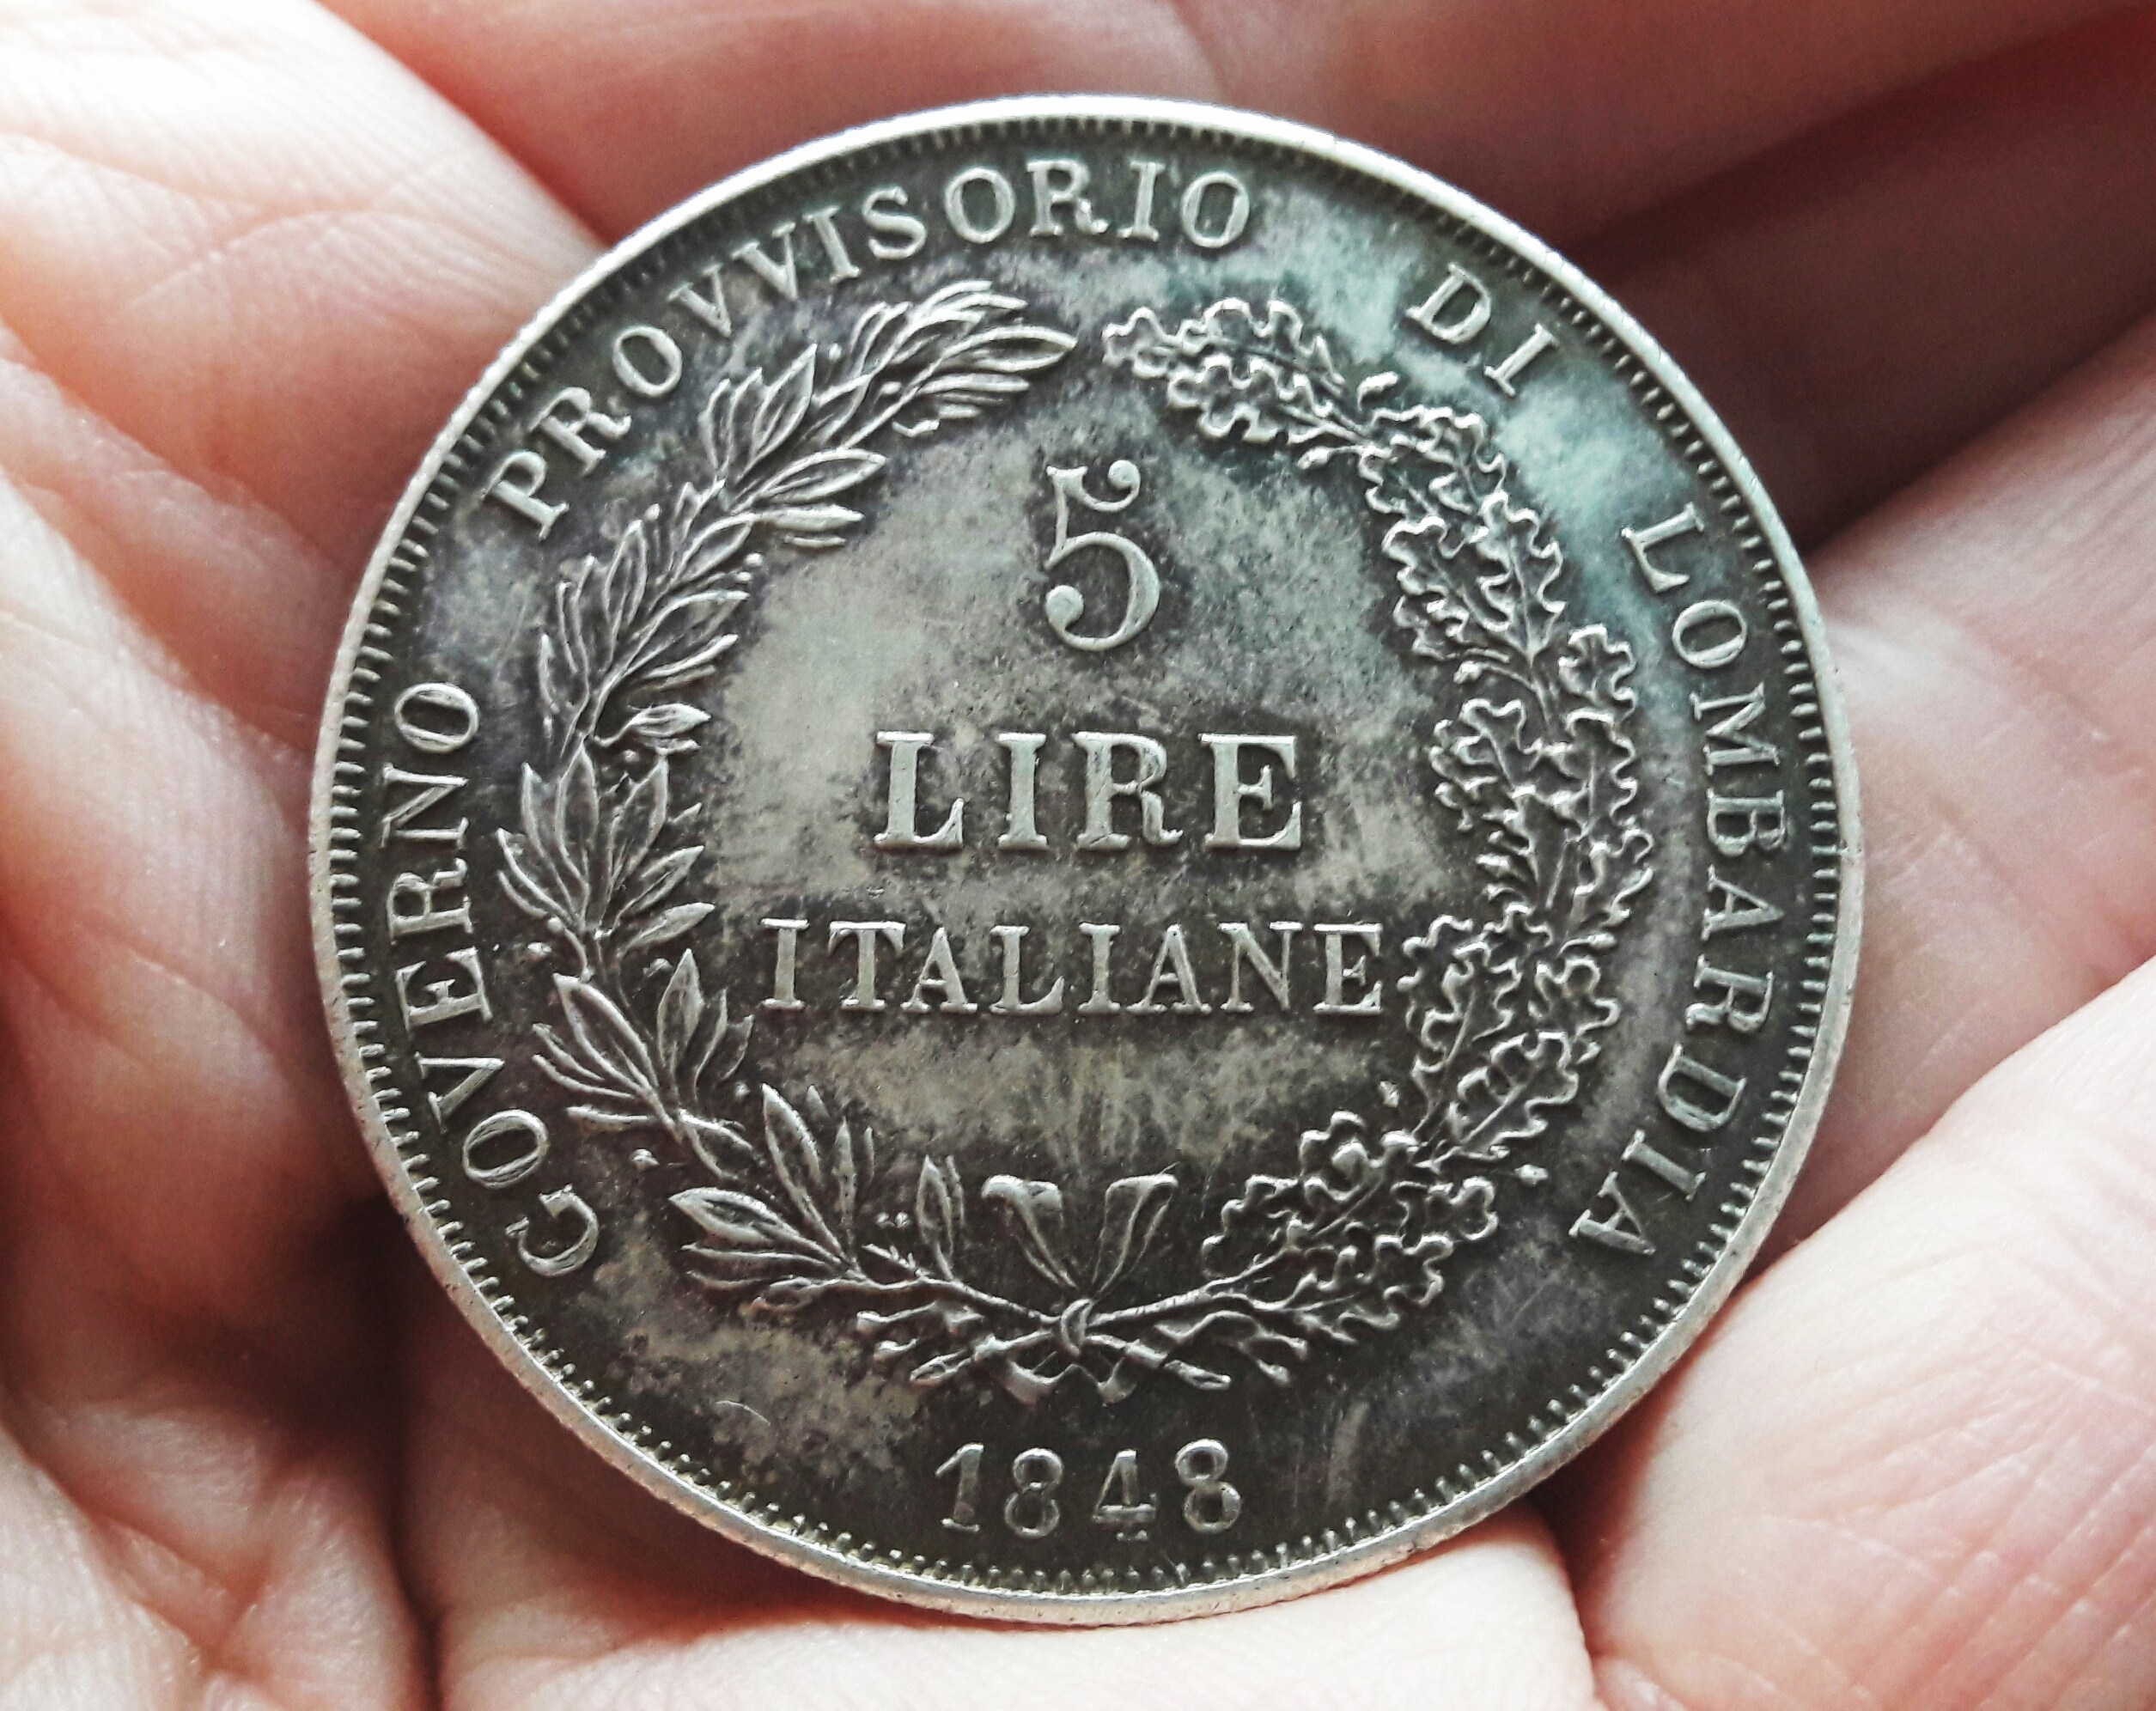 GOVERNO PROVVISORIO DI LOMBARDIA
5
LIRE
ITALIANE
1848